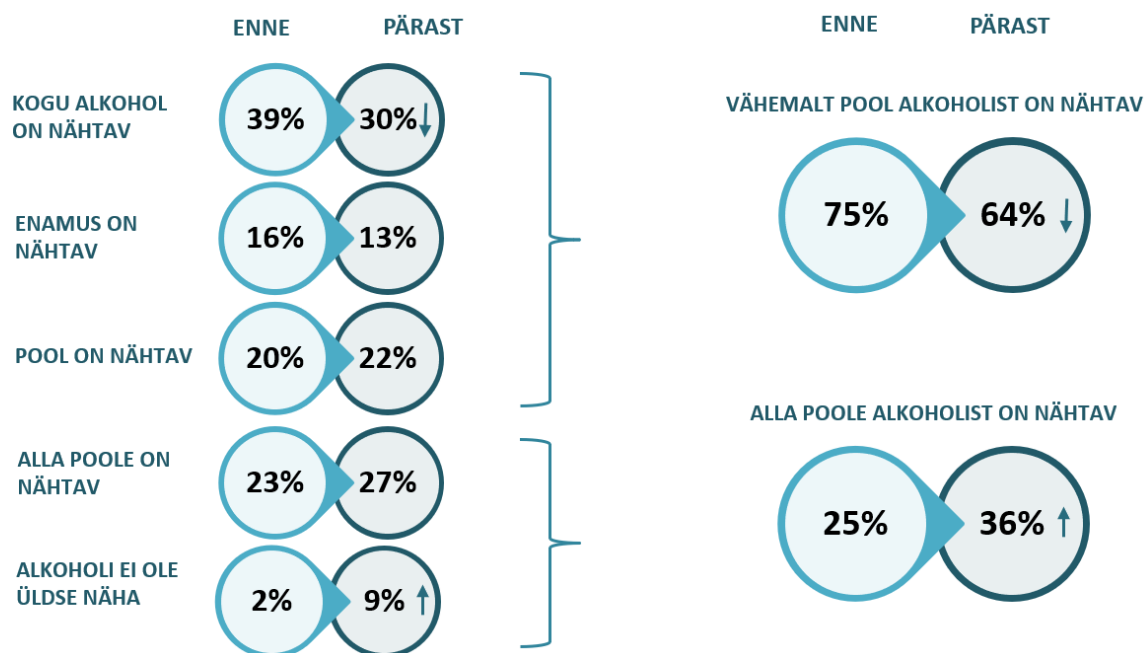 ENNE PÄRAST
KOGU ALKOHOL
ON NÄHTAV
39% 30%
ENAMUS ON
NÄHTAV
16% 13%
POOL ON NÄHTAV
20% 22%
ALLA POOLE ON
NÄHTAV
23% 27%
ALKOHOLI EI OLE
ÜLDSE NÄHA
2% 9%
ENNE PÄRAST
VÄHEMALT POOL ALKOHOLIST ON NÄHTAV
75% 64%
ALLA POOLE ALKOHOLIST ON NÄHTAV
25% 36%